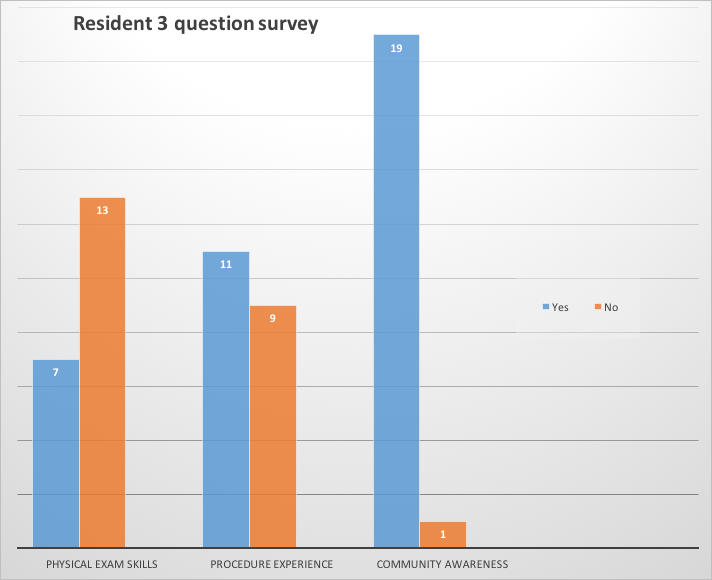 Resident 3 question survey
19
13
11
9
7
1
Yes No
PHYSICAL EXAM SKILLS PROCEDURE EXPERIENCE COMMUNITY AWARENESS